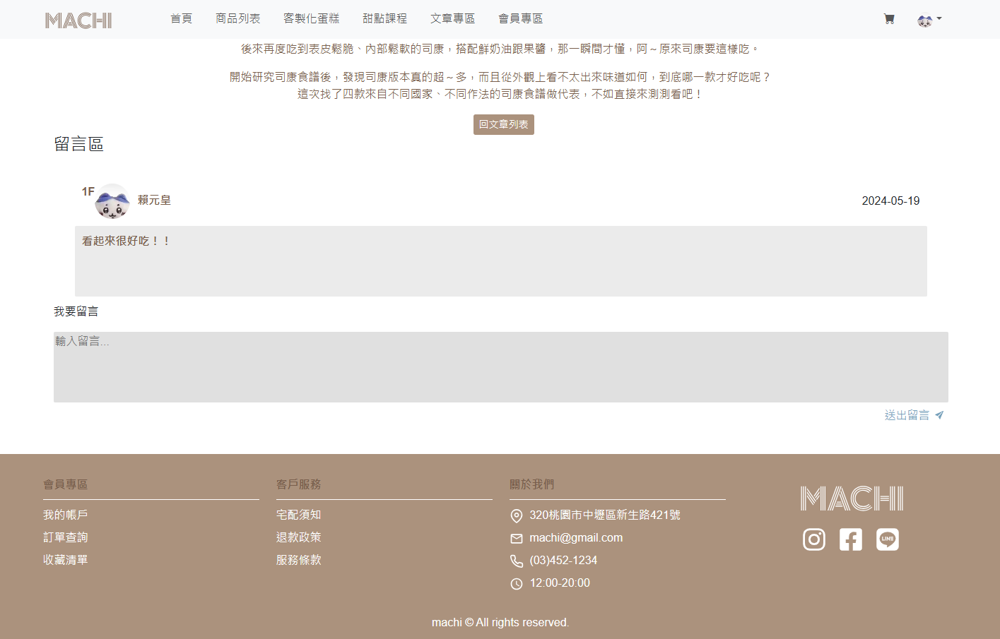 MACHI
首頁
商品列表
客製化蛋糕
甜點課程
文章專區
會員專區
後來再度吃到表皮鬆脆、內部鬆軟的司康，搭配鮮奶油跟果醬，那一瞬間才懂，阿～原來司康要這樣吃。
開始研究司康食譜後，發現司康版本真的超～多，而且從外觀上看不太出來味道如何，到底哪一款才好吃呢？
這次找了四款來自不同國家、不同作法的司康食譜做代表，不如直接來測測看吧！
回文章列表
留言區
1F
賴元皇
2024-05-19
看起來很好吃！！
我要留言
輸入留言...
送出留言
會員專區
我的帳戶
訂單查詢
收藏清單
客戶服務
宅配須知
退款政策
服務條款
關於我們
320桃園市中壢區新生路421號
machi@gmail.com
(03)452-1234
12:00-20:00
MACHI
LINE
machi © All rights reserved.